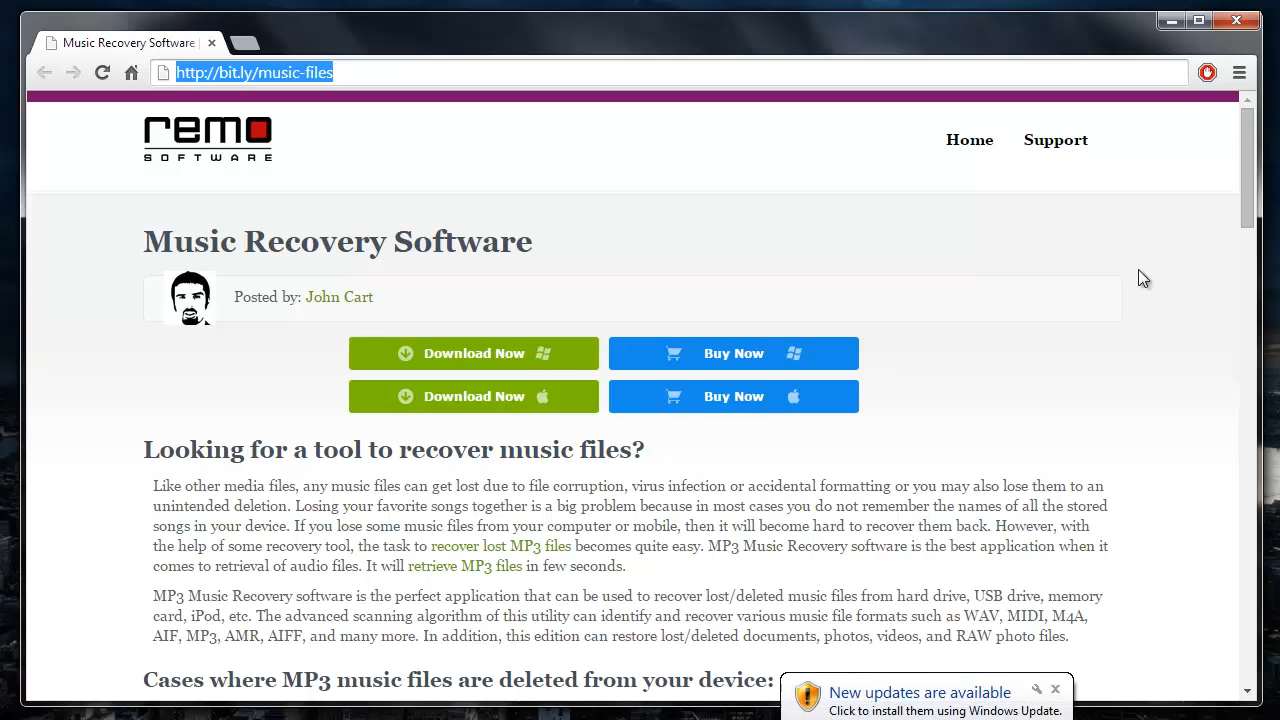 Music Recovery Software |
http://bit.ly/music-files
remo
SOFTWARE
Home Support
Music Recovery Software
Posted by: John Cart
Download Now Buy Now
Download Now Buy Now
Looking for a tool to recover music files?
Like other media files, any music files can get lost due to file corruption, virus infection or accidental formatting or you may also lose them to an
unintended deletion. Losing your favorite songs together is a big problem because in most cases you do not remember the names of all the stored
songs in your device. If you lose some music files from your computer or mobile, then it will become hard to recover them back. However, with
the help of some recovery tool, the task to recover lost MP3 files becomes quite easy. MP3 Music Recovery software is the best application when it
comes to retrieval of audio files. It will retrieve MP3 files in few seconds.
MP3 Music Recovery software is the perfect application that can be used to recover lost/deleted music files from hard drive, USB drive, memory
card, iPod, etc. The advanced scanning algorithm of this utility can identify and recover various music file formats such as WAV, MIDI, M4A,
AIF, MP3, AMR, AIFF, and many more. In addition, this edition can restore lost/deleted documents, photos, videos, and RAW photo files.
Cases where MP3 music files are deleted from your device:
New updates are available
Click to install them using Windows Update.